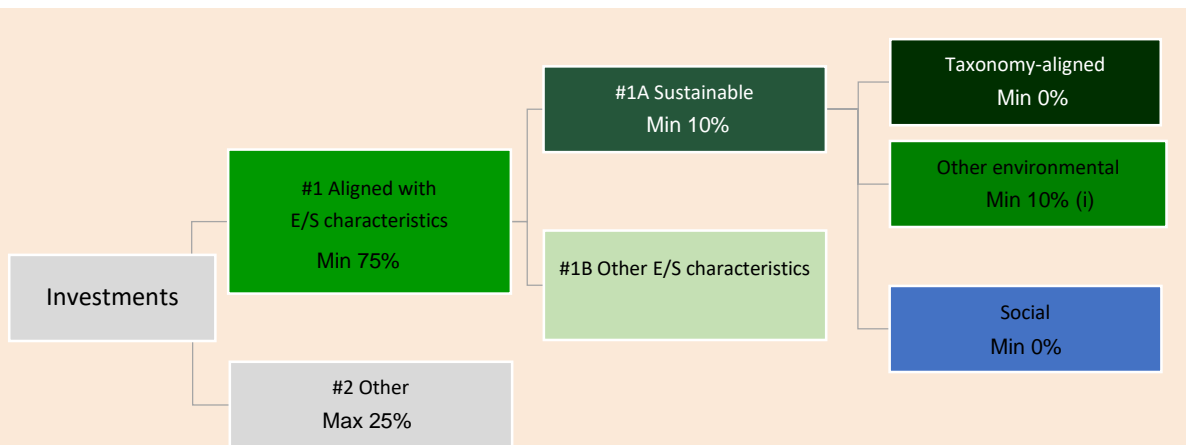 Investments
#1 Aligned with
E/S characteristics
Min 75%
#2 Other
Max 25%
#1A Sustainable
Min 10%
#1B Other E/S characteristics
Taxonomy-aligned
Min 0%
Other environmental
Min 10% (i)
Social
Min 0%